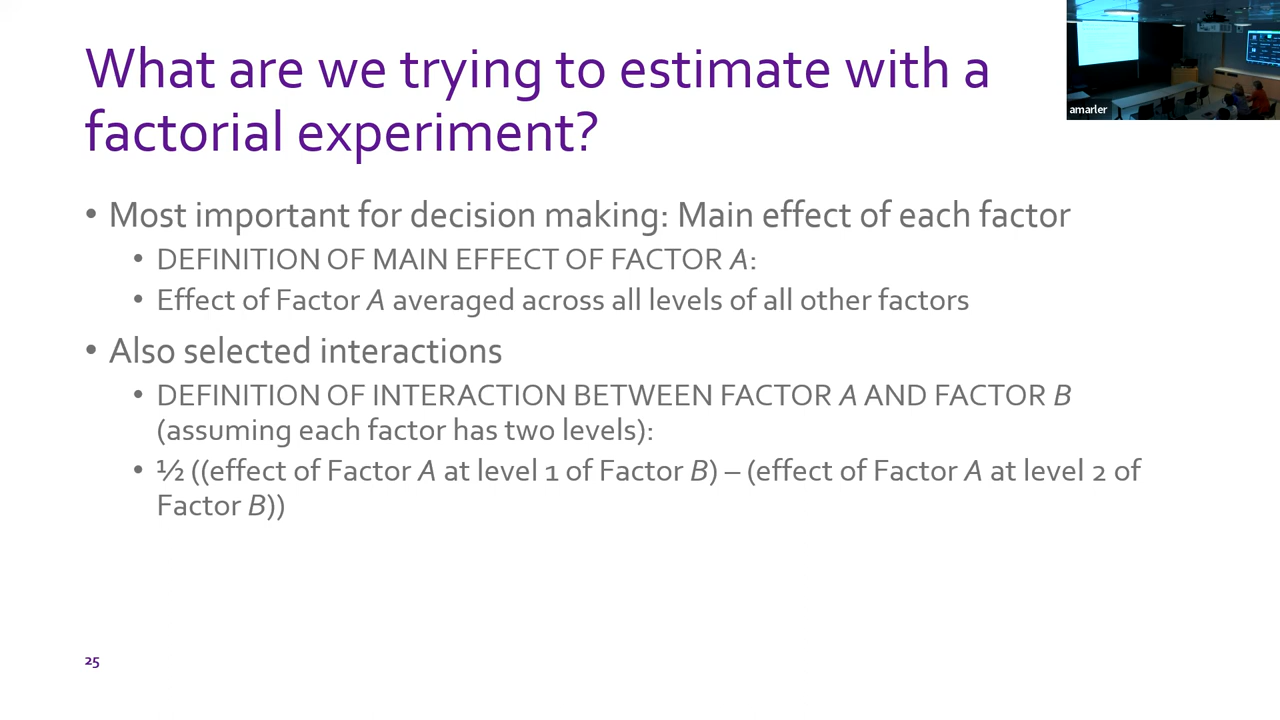 What are we trying to estimate with a
factorial experiment?
amarler
• Most important for decision making: Main effect of each factor
• DEFINITION OF MAIN EFFECT OF FACTOR A:
• Effect of Factor A averaged across all levels of all other factors
• Also selected interactions
• DEFINITION OF INTERACTION BETWEEN FACTOR A AND FACTOR B
(assuming each factor has two levels):
• ½ ((effect of Factor A at level 1 of Factor B) – (effect of Factor A at level 2 of
Factor B))
25